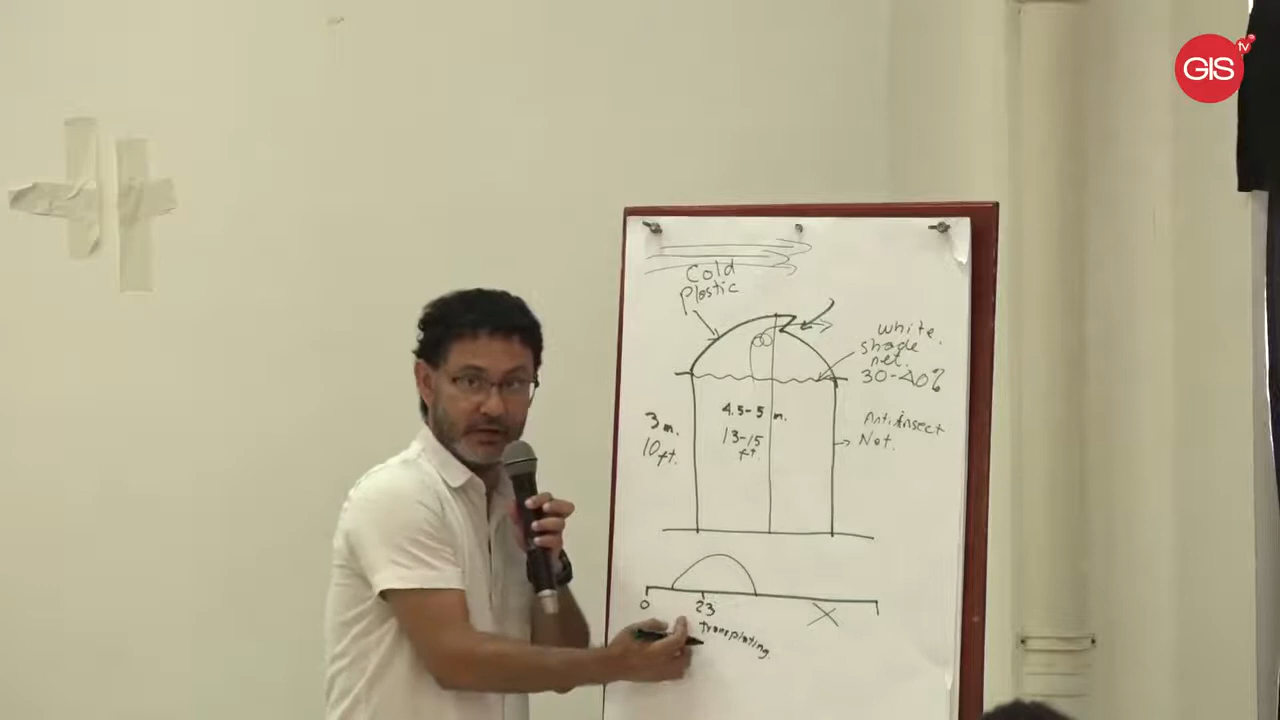 GIS tv
Cold
Plastic
white
shade
net.
30-40%
3 m.
10 ft.
4.5-5 m.
13-15
ft.
Anti insect
Net.
0
23
X
transplating